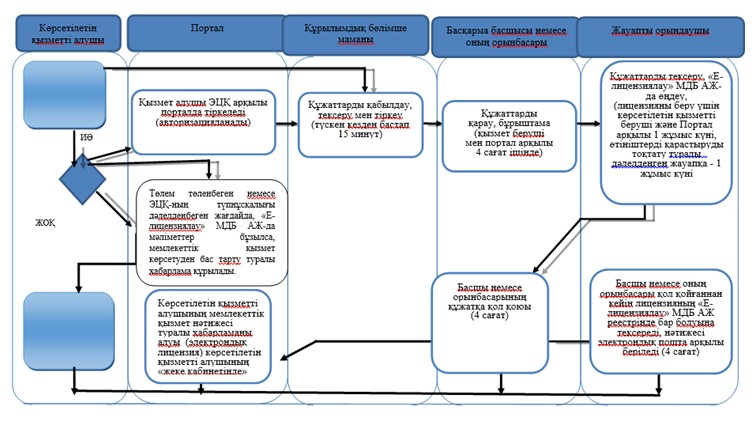 Көрсетілетін
қызметті алушы
Портал
Құрылымдық бөлімше
маманы
Басқарма басшысы немесе
оның орынбасары
Жауапты орындаушы
Қызмет алушы ЭЦҚ арқылы
порталда тіркеледі
(авторизацияланады)
Құжаттарды қабылдау,
тексеру мен тіркеу
(түскен кезден бастап
15 минут)
Құжаттарды
қарау, бұрыштама
(қызмет беруші
мен портал арқылы
4 сағат ішінде)
Құжаттарды тексеру, «Е-
лицензиялау» МДБ АЖ-
да өңдеу,
(лицензияны беру үшін
көрсетілетін қызметті
беруші және Портал
арқылы 1 жұмыс күні,
өтініштерді қарастыруды
тоқтату туралы
дәлелденген жауапқа - 1
жұмыс күні
ИӘ
ЖОҚ
Төлем төленбеген немесе
ЭЦҚ-ның түпнұсқалығы
дәлелденбеген жағдайда, «Е-
лицензиялау» МДБ АЖ-да
мәліметтер бұзылса,
мемлекеттік қызмет
көрсетуден бас тарту туралы
хабарлама құрылады.
Көрсетілетін қызметті
алушының мемлекеттік
қызмет нәтижесі
туралы хабарламаны
алуы (электрондық
лицензия) көрсетілетін
қызметті алушының
«жеке кабинетінде»
Басшы немесе
орынбасарының
құжатқа қол қоюы
(4 сағат)
Басшы немесе оның
орынбасары қол қойғаннан
кейін лицензияның «Е-
лицензиялау» МДБ АЖ
реестрінде бар болуына
тексереді, нәтижесі
электрондық пошта арқылы
беріледі (4 сағат)